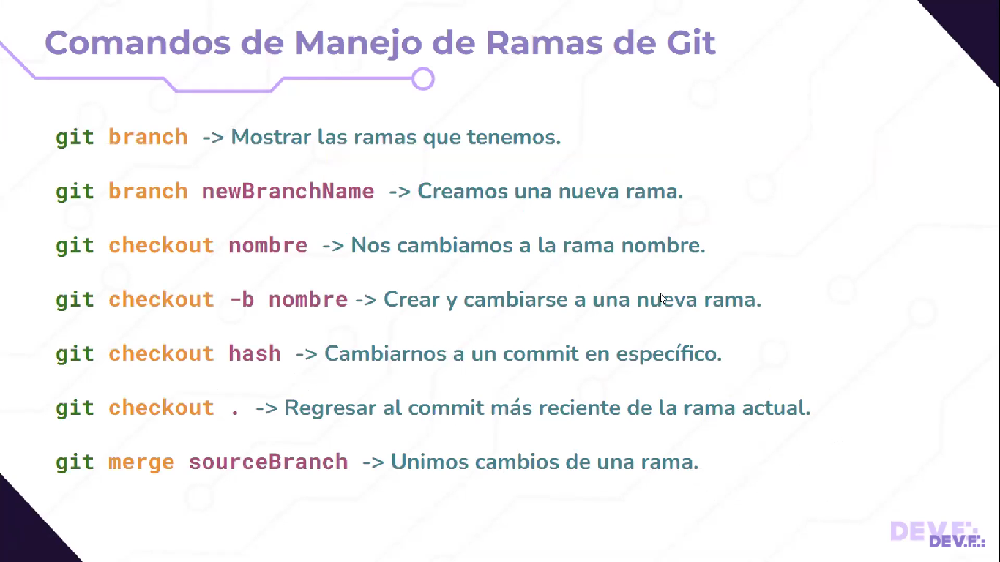 Comandos de Manejo de Ramas de Git
git branch -> Mostrar las ramas que tenemos.
git branch newBranchName -> Creamos una nueva rama.
git checkout nombre -> Nos cambiamos a la rama nombre.
git checkout -b nombre -> Crear y cambiarse a una nueva rama.
git checkout hash -> Cambiarnos a un commit en específico.
git checkout . -> Regresar al commit más reciente de la rama actual.
git merge sourceBranch -> Unimos cambios de una rama.
DEV.F.:
DEV.F.: